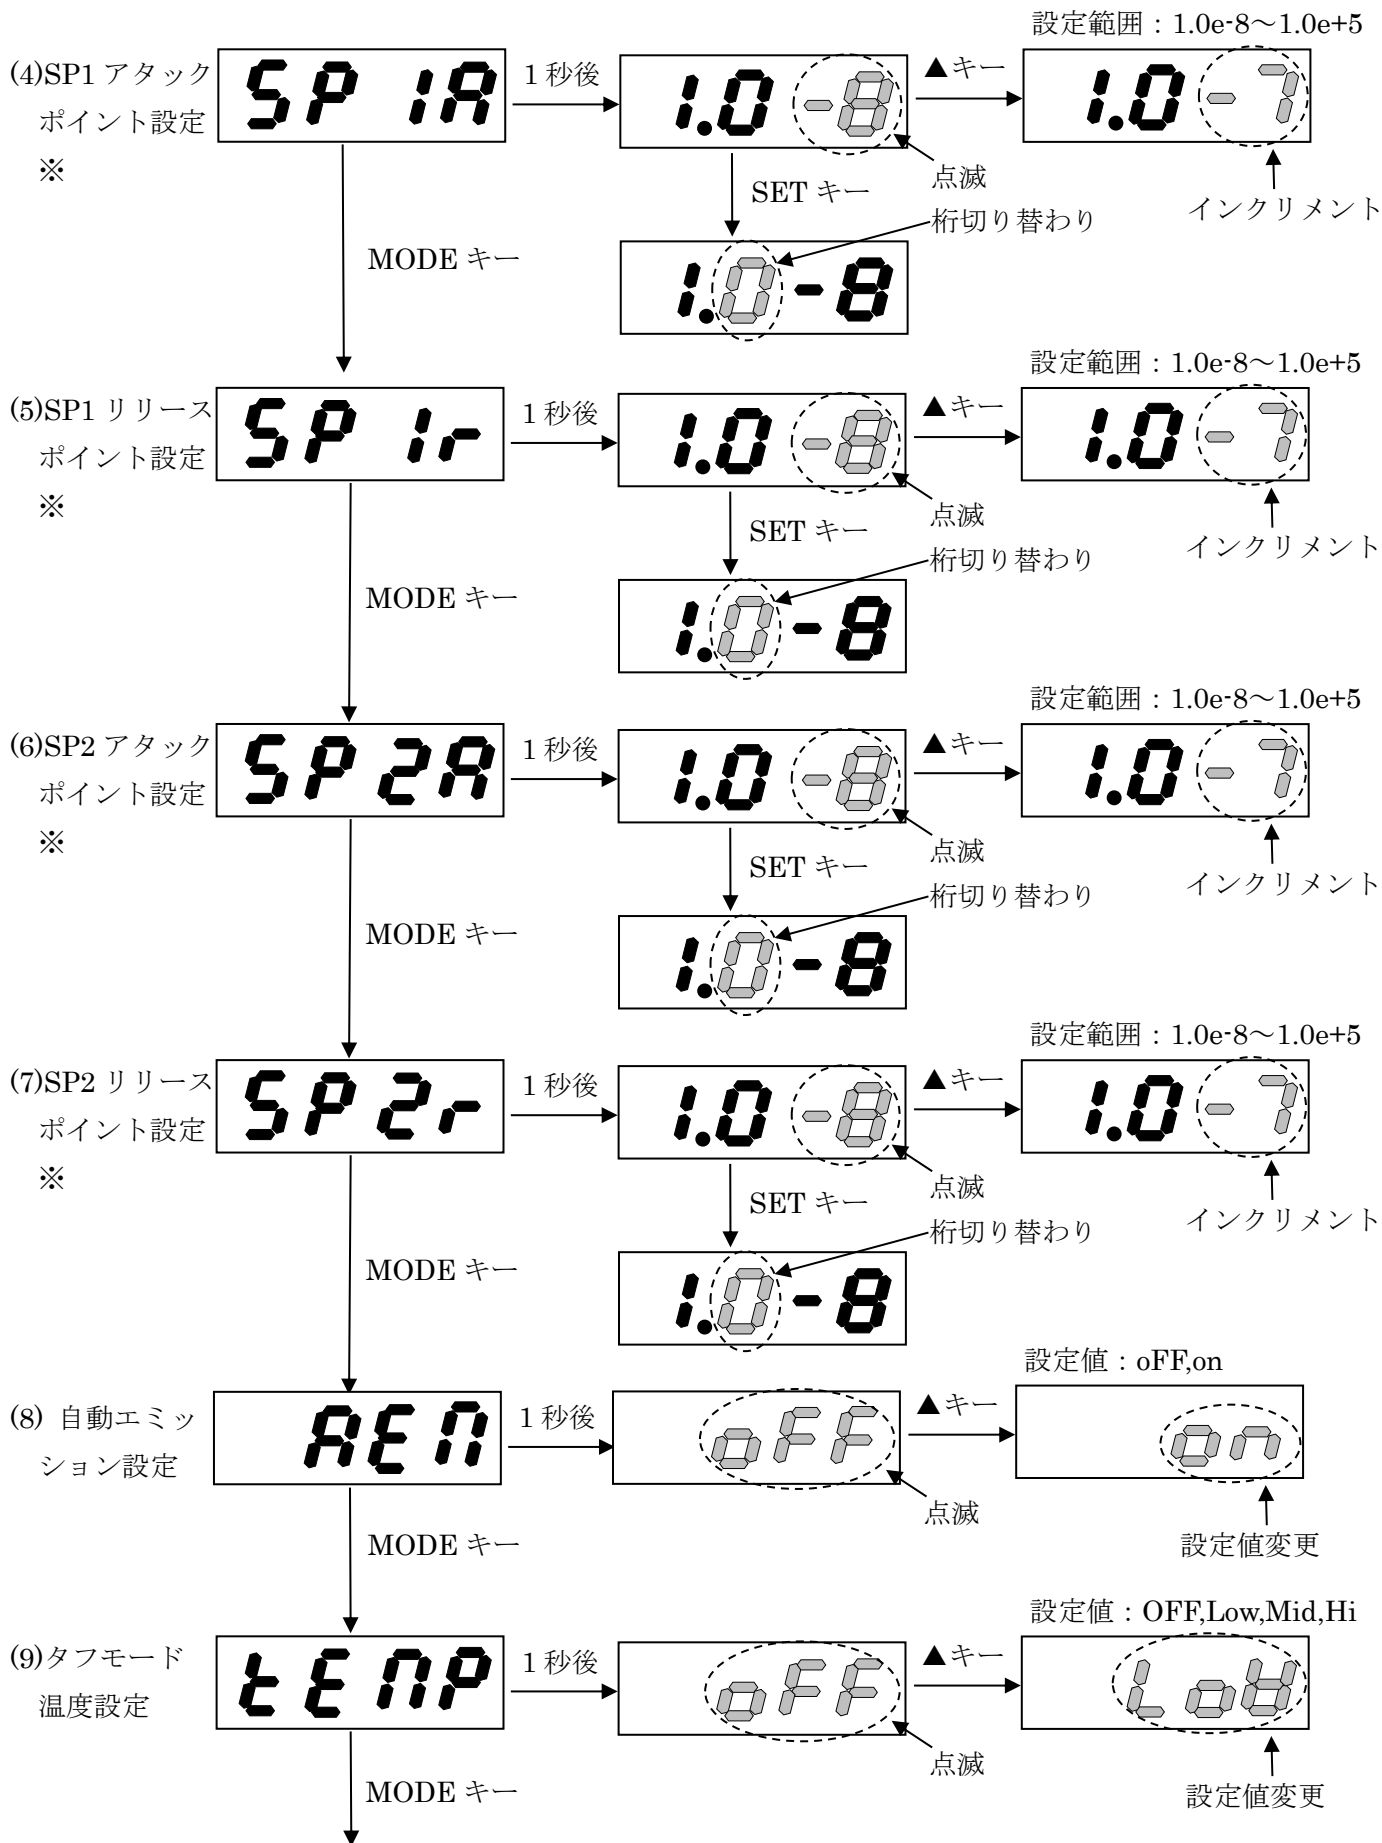 設定範囲：1.0e-8～1.0e+5
(4)SP1 アタック
ポイント設定
※
SP 1A
1 秒後
1.0 -8
▲キー
1.0 -7
点滅
インクリメント
SET キー
桁切り替わり
1.0-8
MODE キー
設定範囲：1.0e-8～1.0e+5
(5)SP1 リリース
ポイント設定
※
SP 1r
1 秒後
1.0 -8
▲キー
1.0 -7
点滅
インクリメント
SET キー
桁切り替わり
1.0-8
MODE キー
設定範囲：1.0e-8～1.0e+5
(6)SP2 アタック
ポイント設定
※
SP 2A
1 秒後
1.0 -8
▲キー
1.0 -7
点滅
インクリメント
SET キー
桁切り替わり
1.0-8
MODE キー
設定範囲：1.0e-8～1.0e+5
(7)SP2 リリース
ポイント設定
※
SP 2r
1 秒後
1.0 -8
▲キー
1.0 -7
点滅
インクリメント
SET キー
桁切り替わり
1.0-8
MODE キー
設定値：oFF,on
(8) 自動エミッ
ション設定
AEM
1 秒後
oFF
▲キー
on
点滅
設定値変更
MODE キー
設定値：OFF,Low,Mid,Hi
(9)タフモード
温度設定
tEMP
1 秒後
oFF
▲キー
Low
点滅
設定値変更
MODE キー